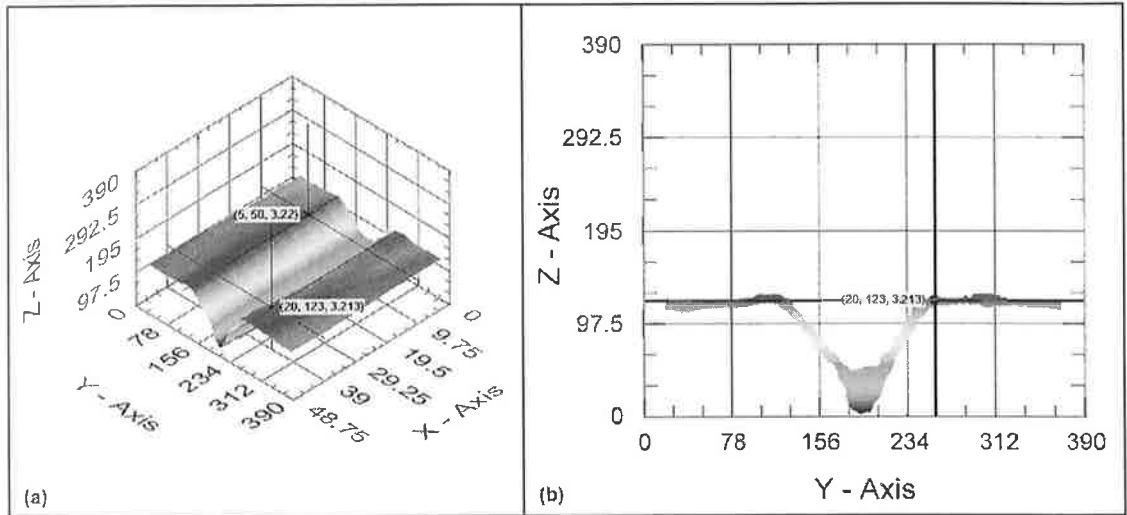 390
292.5
195
97.5
0
Z - Axis
(5, 50, 3.22)
(20, 123, 3.213)
0
9.75
19.5
29.25
39
48.75
X - Axis
78
156
234
312
390
Y - Axis
(a)
390
292.5
195
97.5
0
Z - Axis
(20, 123, 3.213)
0
78
156
234
312
390
Y - Axis
(b)